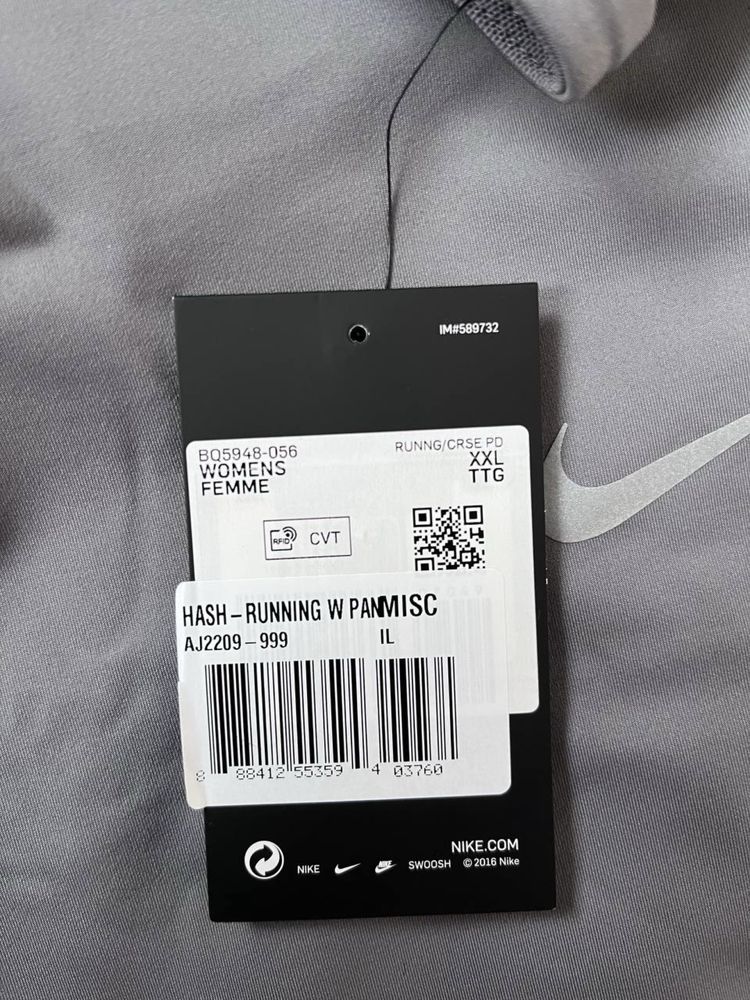 IM#589732
BQ5948-056
RUNNG/CRSE PD
WOMENS
XXL
FEMME
TTG
RFID CVT
HASH-RUNNING W PAN MISC
AJ2209-999
IL
8 88412 55359 4 03760
NIKE.COM
NIKE SWOOSH © 2016 Nike